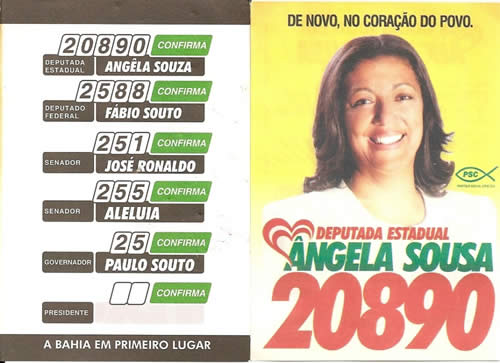 20890 CONFIRMA
DEPUTADA ESTADUAL ANGÊLA SOUZA
2588 CONFIRMA
DEPUTADO FEDERAL FÁBIO SOUTO
251 CONFIRMA
SENADOR JOSÉ RONALDO
255 CONFIRMA
SENADOR ALELUIA
25 CONFIRMA
GOVERNADOR PAULO SOUTO
CONFIRMA
PRESIDENTE
A BAHIA EM PRIMEIRO LUGAR
DE NOVO, NO CORAÇÃO DO POVO.
PSC
DEPUTADA ESTADUAL
ÂNGELA SOUSA
20890